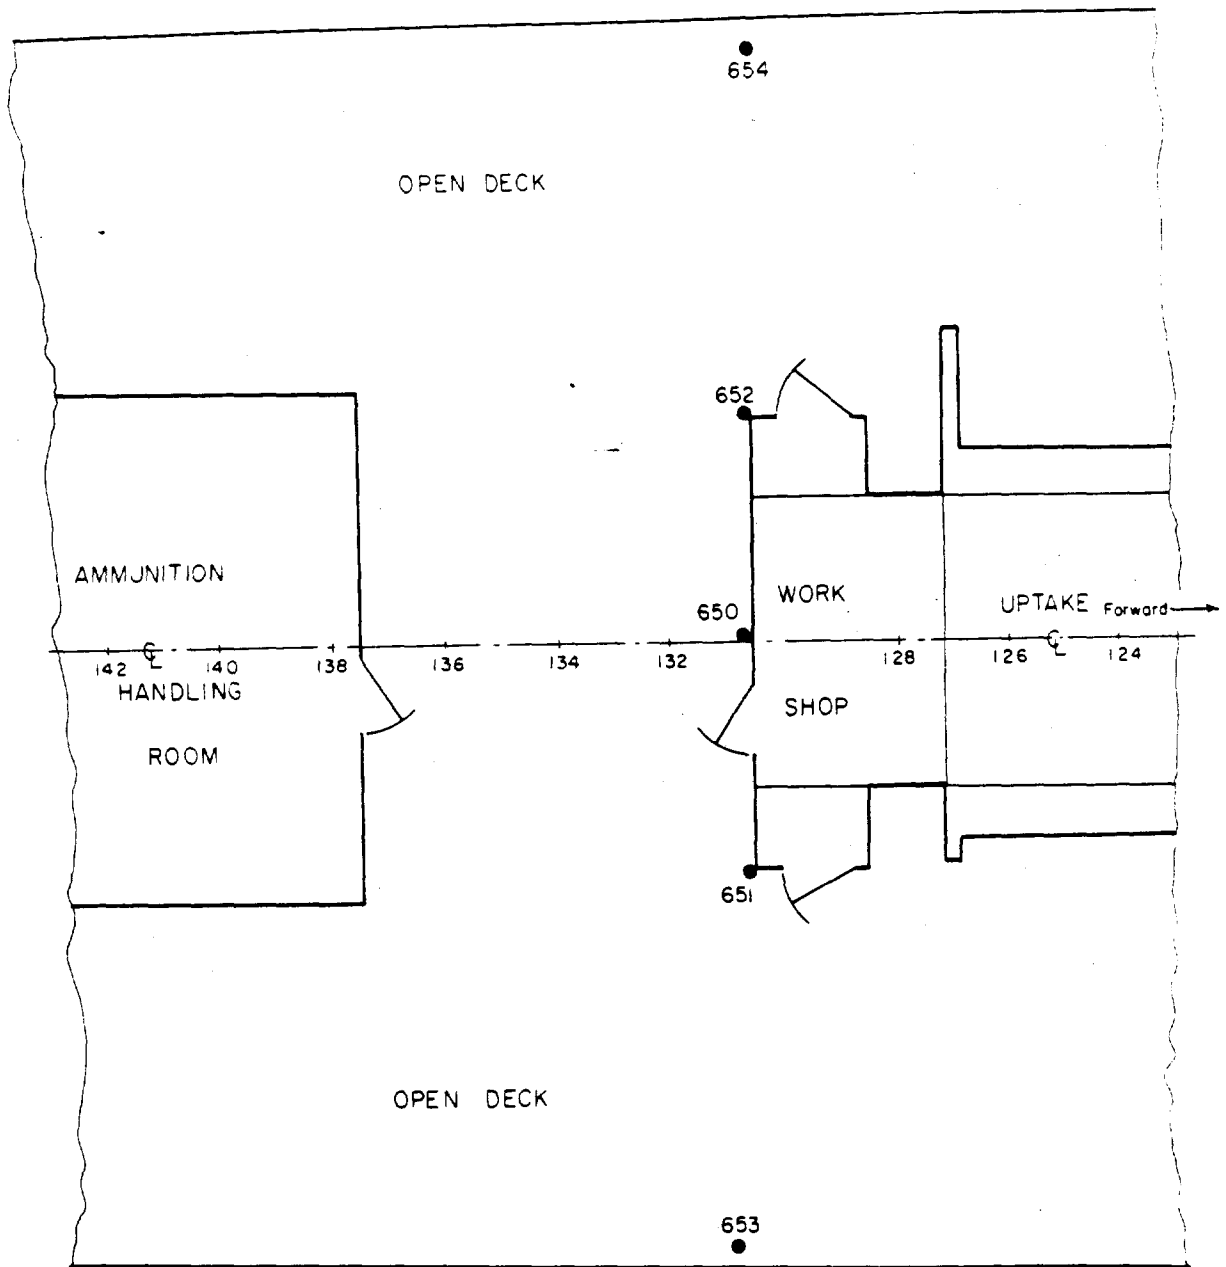 654
OPEN DECK
652
AMMUNITION
650
WORK
UPTAKE Forward
142 ℄ 140 138 136 134 132 128 126 ℄ 124
HANDLING
SHOP
ROOM
651
OPEN DECK
653